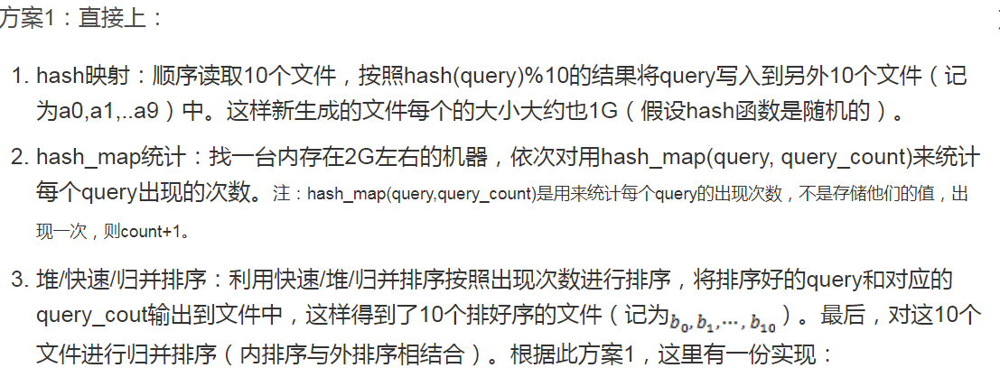 方案1：直接上：
1. hash映射：顺序读取10个文件，按照hash(query)%10的结果将query写入到另外10个文件（记
为a0,a1,..a9）中。这样新生成的文件每个的大小大约也1G（假设hash函数是随机的）。
2. hash_map统计：找一台内存在2G左右的机器，依次对用hash_map(query, query_count)来统计
每个query出现的次数。注：hash_map(query,query_count)是用来统计每个query的出现次数，不是存储他们的值，出
现一次，则count+1。
3. 堆/快速/归并排序：利用快速/堆/归并排序按照出现次数进行排序，将排序好的query和对应的
query_cout输出到文件中，这样得到了10个排好序的文件（记为b0,b1,⋯,b10）。最后，对这10个
文件进行归并排序（内排序与外排序相结合）。根据此方案1，这里有一份实现：